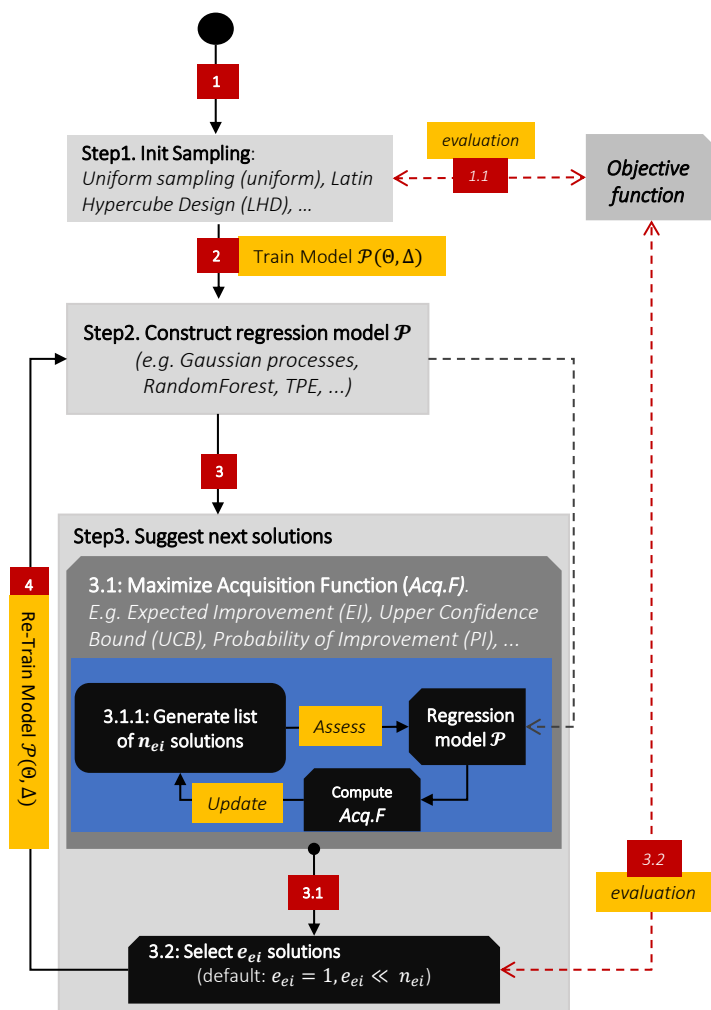 1
Step1. Init Sampling:
Uniform sampling (uniform), Latin
Hypercube Design (LHD), ...
evaluation
1.1
Objective
function
2
Train Model 𝒫(Θ, Δ)
Step2. Construct regression model 𝒫
(e.g. Gaussian processes,
RandomForest, TPE, ...)
3
Step3. Suggest next solutions
3.1: Maximize Acquisition Function (Acq.F).
E.g. Expected Improvement (EI), Upper Confidence
Bound (UCB), Probability of Improvement (PI), ...
3.1.1: Generate list
of n_ei solutions
Assess
Regression
model 𝒫
Update
Compute
Acq.F
4
Re-Train Model 𝒫(Θ, Δ)
3.1
3.2
evaluation
3.2: Select e_ei solutions
(default: e_ei = 1, e_ei ≪ n_ei)